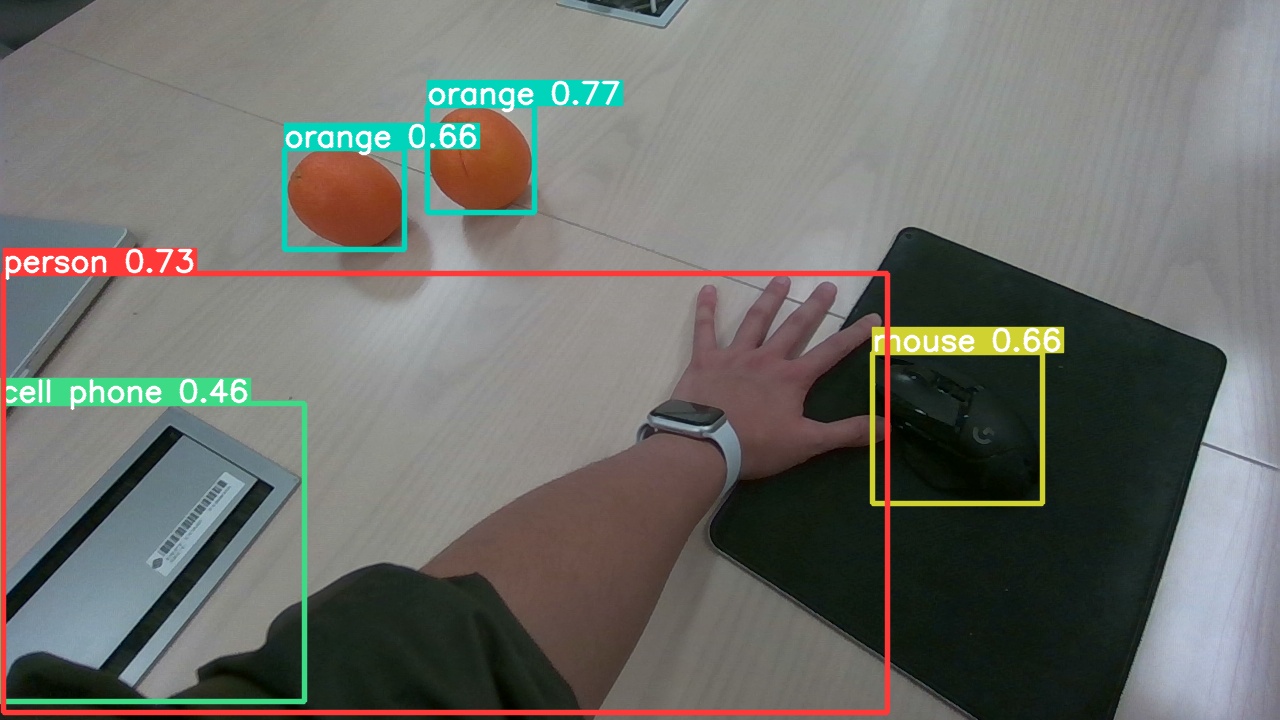 orange 0.77
orange 0.66
person 0.73
mouse 0.66
cell phone 0.46